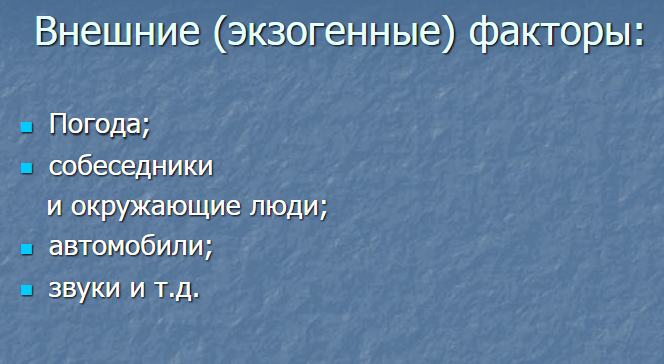 Внешние (экзогенные) факторы:
Погода;
собеседники
и окружающие люди;
автомобили;
звуки и т.д.